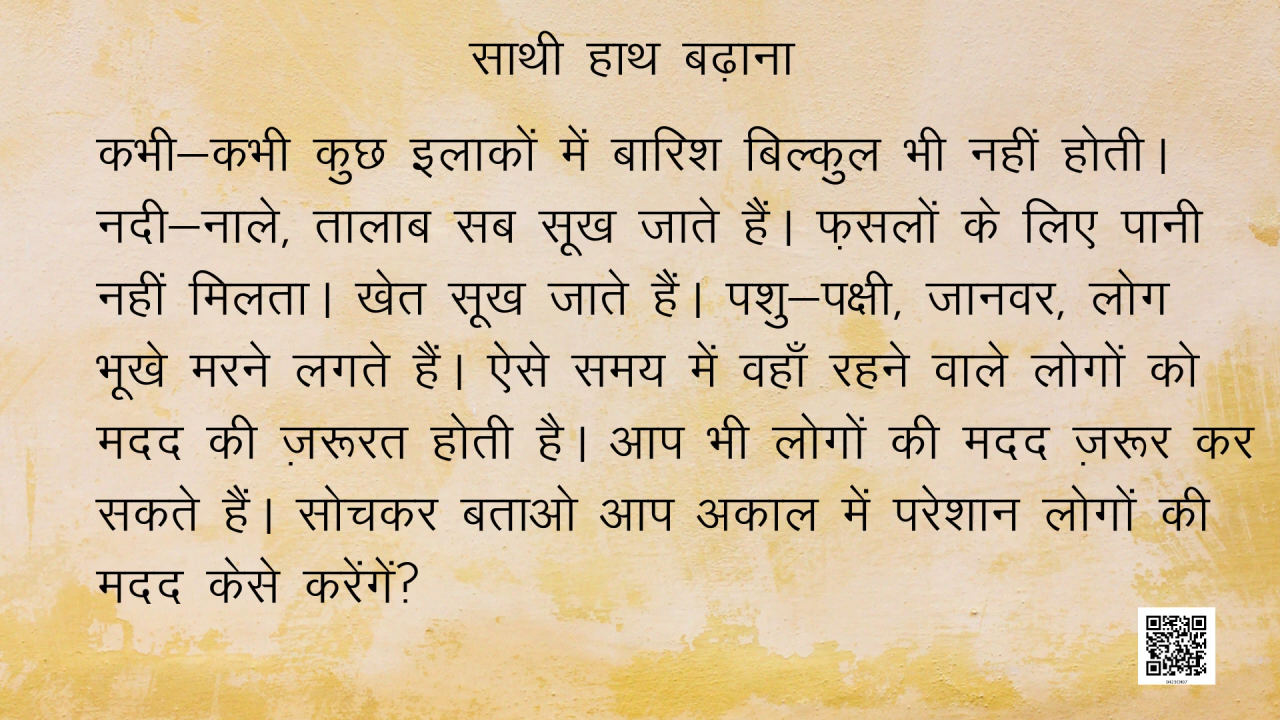 साथी हाथ बढ़ाना
कभी–कभी कुछ इलाकों में बारिश बिल्कुल भी नहीं होती।
नदी–नाले, तालाब सब सूख जाते हैं। फ़सलों के लिए पानी
नहीं मिलता। खेत सूख जाते हैं। पशु–पक्षी, जानवर, लोग
भूखे मरने लगते हैं। ऐसे समय में वहाँ रहने वाले लोगों को
मदद की ज़रूरत होती है। आप भी लोगों की मदद ज़रूर कर
सकते हैं। सोचकर बताओ आप अकाल में परेशान लोगों की
मदद केसे करेंगें?